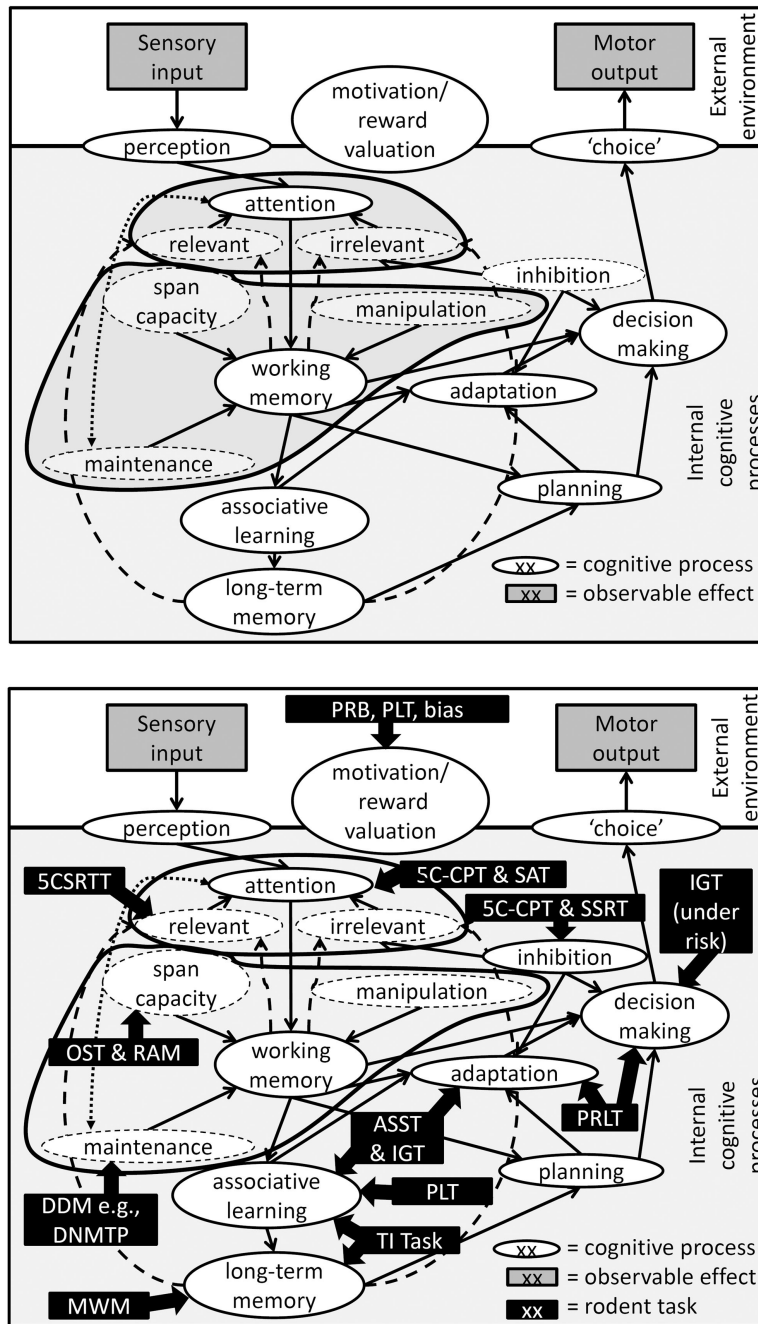 Sensory
input
Motor
output
External
environment
motivation/
reward
valuation
perception
'choice'
attention
relevant
irrelevant
inhibition
span
capacity
manipulation
decision
making
working
memory
adaptation
Internal
cognitive
processes
maintenance
planning
associative
learning
long-term
memory
xx = cognitive process
xx = observable effect
PRB, PLT, bias
Sensory
input
Motor
output
External
environment
motivation/
reward
valuation
perception
'choice'
5CSRTT
attention
5C-CPT & SAT
IGT
(under
risk)
relevant
irrelevant
5C-CPT & SSRT
inhibition
span
capacity
manipulation
decision
making
OST & RAM
working
memory
adaptation
Internal
cognitive
processes
ASST
& IGT
PRLT
maintenance
planning
associative
learning
PLT
DDM e.g.,
DNMTP
TI Task
long-term
memory
MWM
xx = cognitive process
xx = observable effect
xx = rodent task